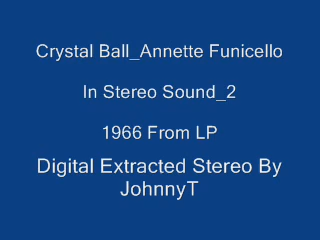 Crystal Ball_Annette Funicello
In Stereo Sound_2
1966 From LP
Digital Extracted Stereo By
JohnnyT